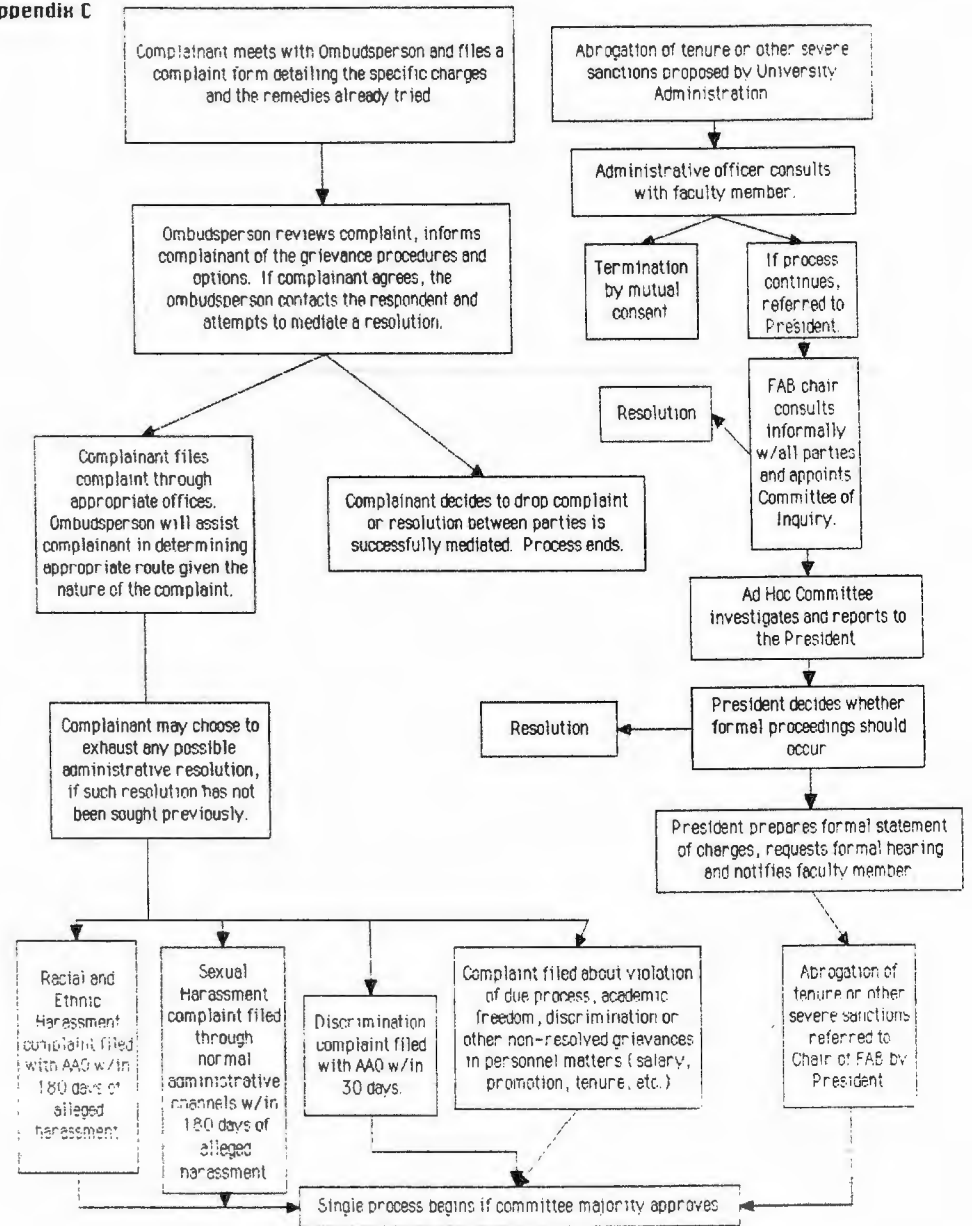 ppendix C
Complainant meets with Ombudsperson and files a
complaint form detailing the specific charges
and the remedies already tried
Abrogation of tenure or other severe
sanctions proposed by University
Administration
Administrative officer consults
with faculty member.
Ombudsperson reviews complaint, informs
complainant of the grievance procedures and
options. If complainant agrees, the
ombudsperson contacts the respondent and
attempts to mediate a resolution.
Termination
by mutual
consent
If process
continues,
referred to
President.
Resolution
FAB chair
consults
informally
w/all parties
and appoints
Committee of
Inquiry.
Complainant files
complaint through
appropriate offices.
Ombudsperson will assist
complainant in determining
appropriate route given the
nature of the complaint.
Complainant decides to drop complaint
or resolution between parties is
successfully mediated. Process ends.
Ad Hoc Committee
investigates and reports to
the President
Complainant may choose to
exhaust any possible
administrative resolution,
if such resolution has not
been sought previously.
Resolution
President decides whether
formal proceedings should
occur
President prepares formal statement
of charges, requests formal hearing
and notifies faculty member
Racial and
Ethnic
Harassment
complaint filed
with AAO w/in
180 days of
alleged
harassment
Sexual
Harassment
complaint filed
through
normal
administrative
channels w/in
180 days of
alleged
harassment
Discrimination
complaint filed
with AAO w/in
30 days.
Complaint filed about violation
of due process, academic
freedom, discrimination or
other non-resolved grievances
in personnel matters (salary,
promotion, tenure, etc.)
Abrogation of
tenure or other
severe sanctions
referred to
Chair of FAB by
President
Single process begins if committee majority approves